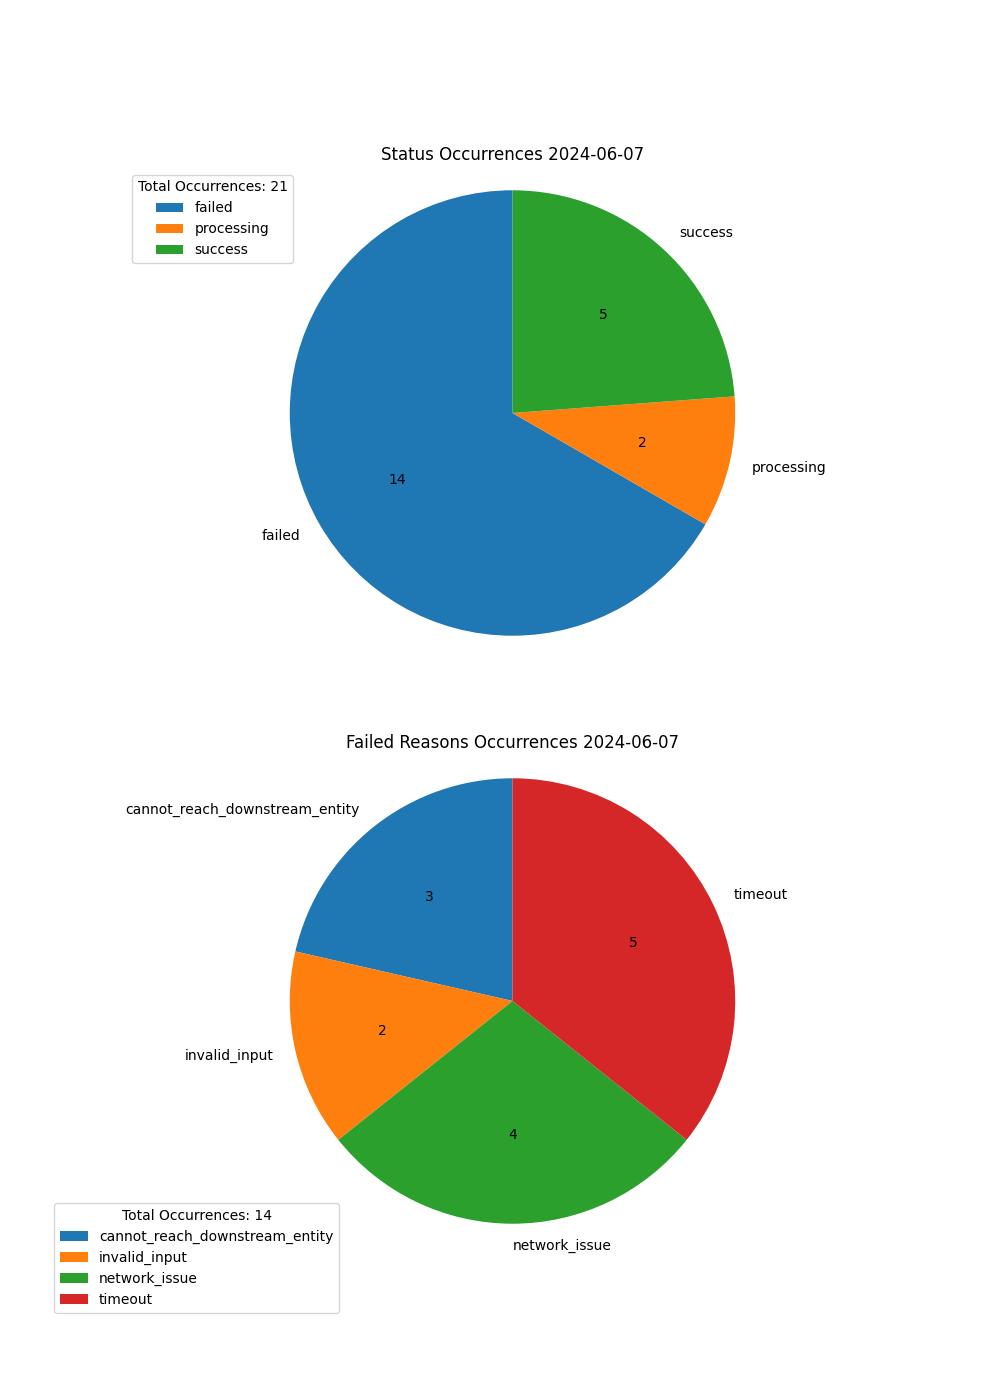 Status Occurrences 2024-06-07
Total Occurrences: 21
failed
processing
success
success
5
2
processing
14
failed
Failed Reasons Occurrences 2024-06-07
cannot_reach_downstream_entity
timeout
3
5
2
invalid_input
4
network_issue
Total Occurrences: 14
cannot_reach_downstream_entity
invalid_input
network_issue
timeout